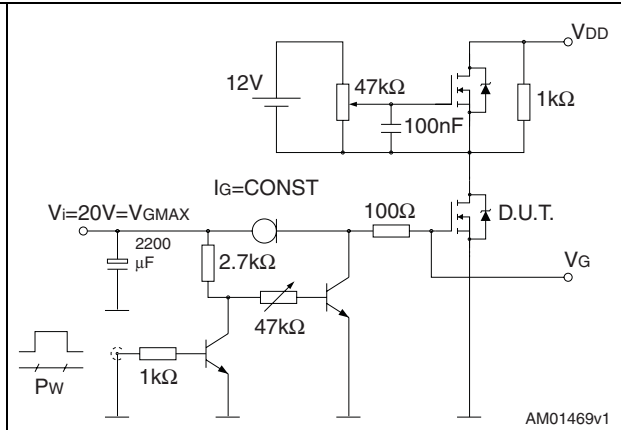 VDD
12V
47kΩ
1kΩ
100nF
IG=CONST
Vi=20V=VGMAX
100Ω
D.U.T.
2200
μF
2.7kΩ
VG
47kΩ
1kΩ
PW
AM01469v1